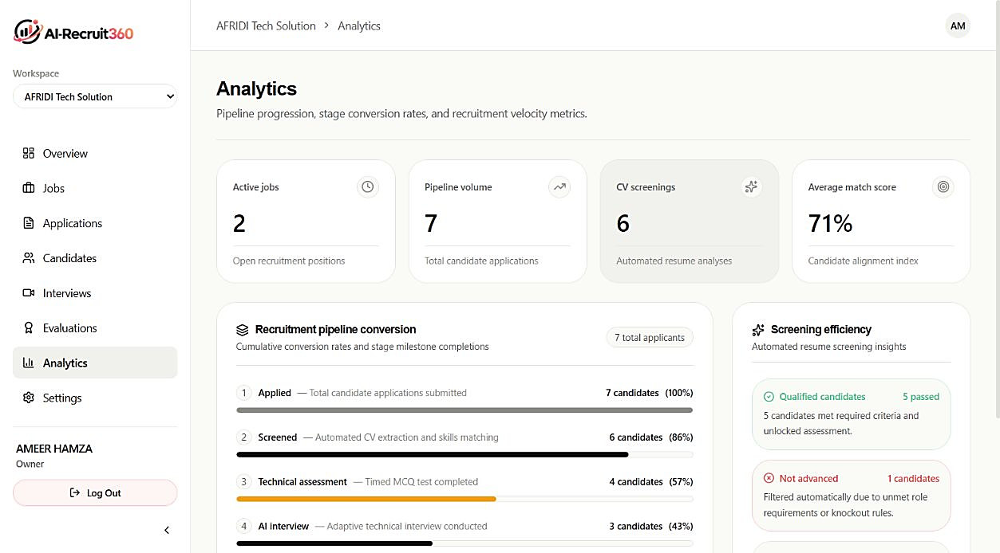 AI-Recruit360
Workspace
AFRIDI Tech Solution
Overview
Jobs
Applications
Candidates
Interviews
Evaluations
Analytics
Settings
AMEER HAMZA
Owner
Log Out
AFRIDI Tech Solution > Analytics
AM
Analytics
Pipeline progression, stage conversion rates, and recruitment velocity metrics.
Active jobs
2
Open recruitment positions
Pipeline volume
7
Total candidate applications
CV screenings
6
Automated resume analyses
Average match score
71%
Candidate alignment index
Recruitment pipeline conversion
Cumulative conversion rates and stage milestone completions
7 total applicants
1 Applied — Total candidate applications submitted 7 candidates (100%)
2 Screened — Automated CV extraction and skills matching 6 candidates (86%)
3 Technical assessment — Timed MCQ test completed 4 candidates (57%)
4 AI interview — Adaptive technical interview conducted 3 candidates (43%)
Screening efficiency
Automated resume screening insights
Qualified candidates 5 passed
5 candidates met required criteria and
unlocked assessment.
Not advanced 1 candidates
Filtered automatically due to unmet role
requirements or knockout rules.